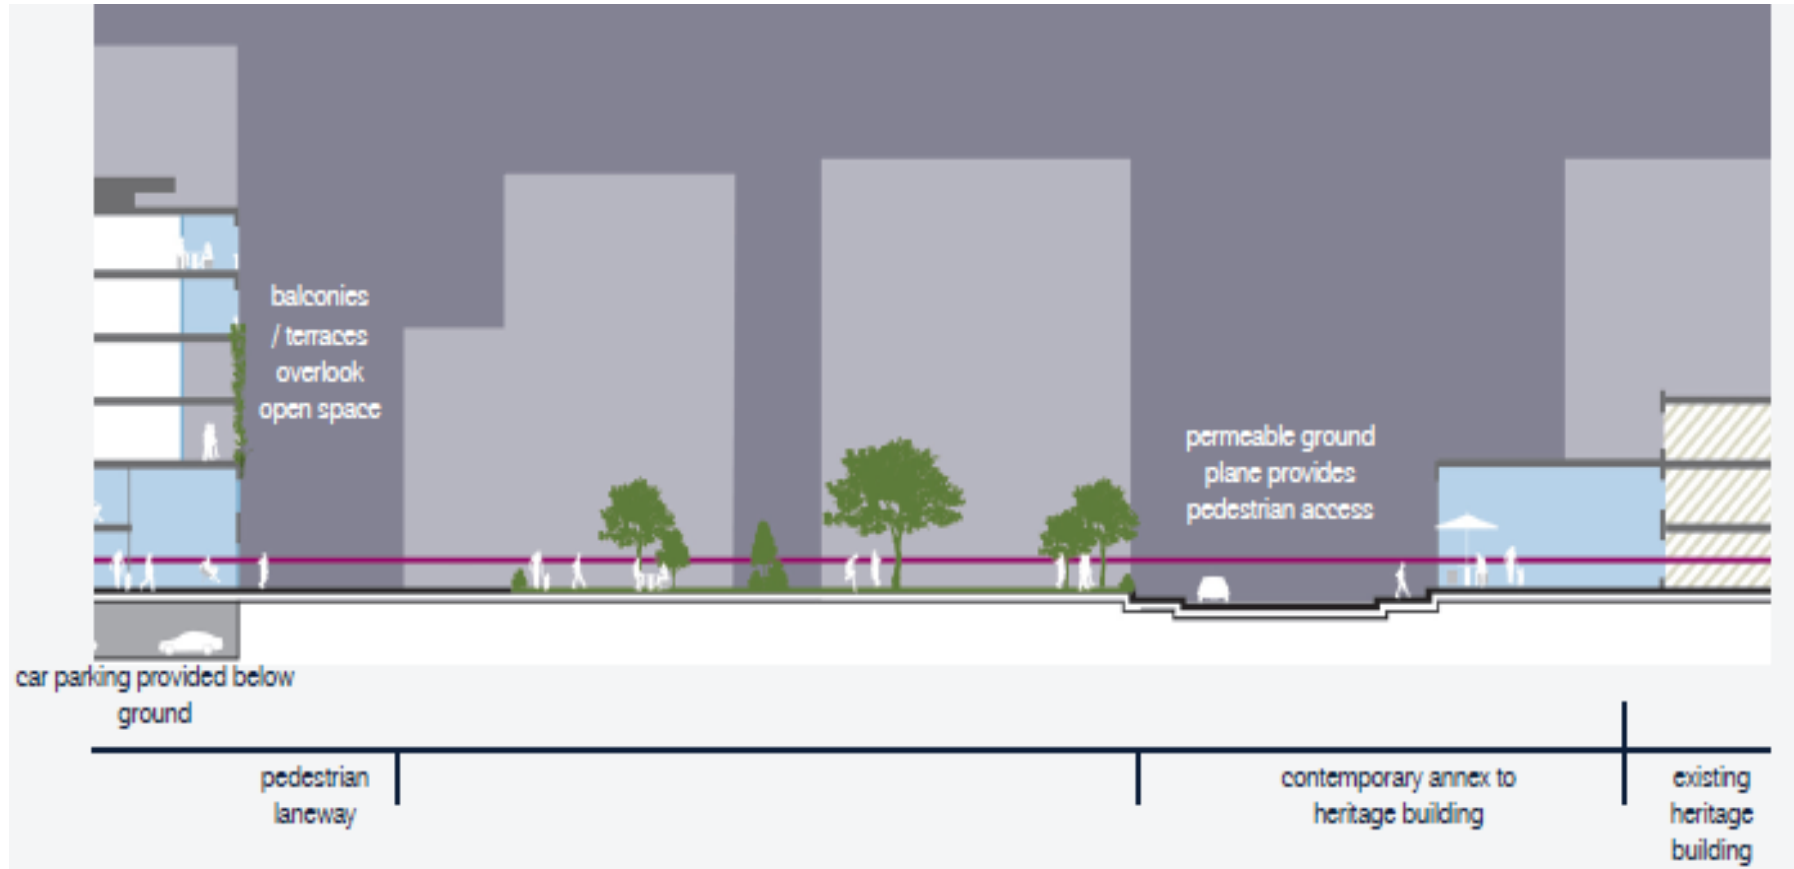 balconies
/ terraces
overlook
open space
permeable ground
plane provides
pedestrian access
car parking provided below
ground
pedestrian
laneway
contemporary annex to
heritage building
existing
heritage
building